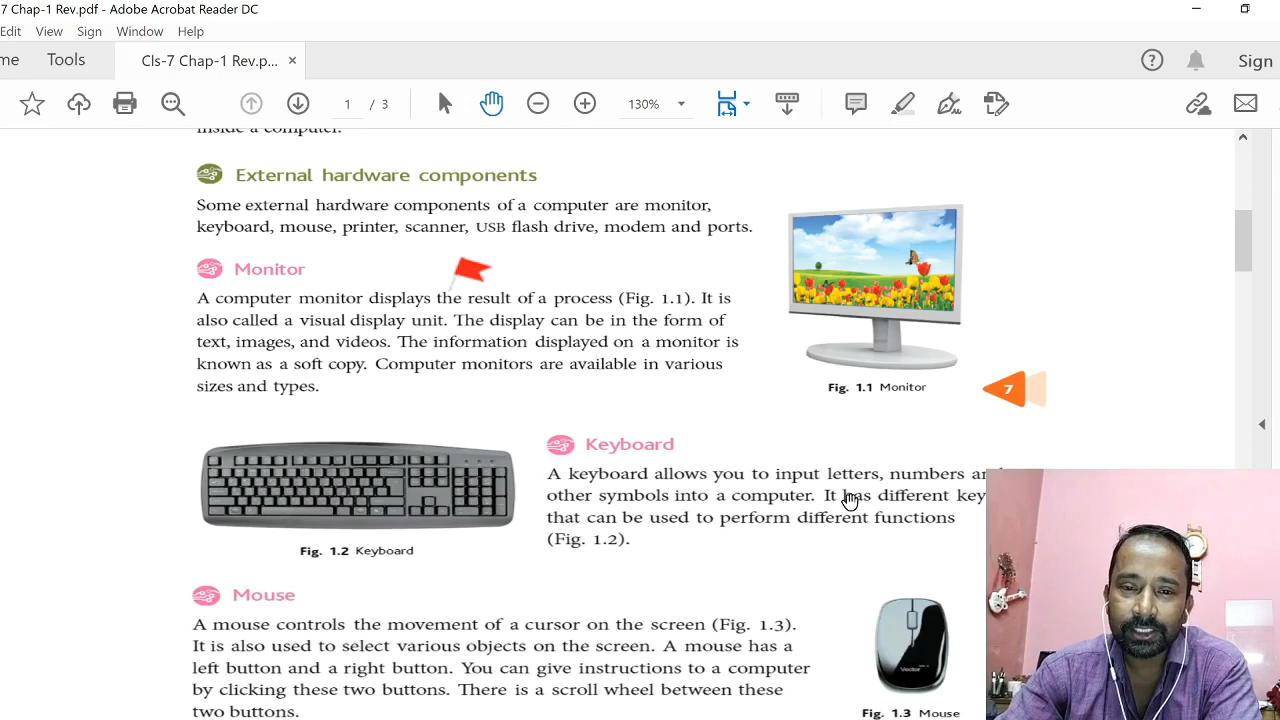 7 Chap-1 Rev.pdf - Adobe Acrobat Reader DC
Edit View Sign Window Help
me Tools Cls-7 Chap-1 Rev.p... × Sign
1 / 3 130%
inside a computer.
External hardware components
Some external hardware components of a computer are monitor,
keyboard, mouse, printer, scanner, USB flash drive, modem and ports.
Monitor
A computer monitor displays the result of a process (Fig. 1.1). It is
also called a visual display unit. The display can be in the form of
text, images, and videos. The information displayed on a monitor is
known as a soft copy. Computer monitors are available in various
sizes and types.
Fig. 1.1 Monitor
7
Keyboard
A keyboard allows you to input letters, numbers an
other symbols into a computer. It has different key
that can be used to perform different functions
(Fig. 1.2).
Fig. 1.2 Keyboard
Mouse
A mouse controls the movement of a cursor on the screen (Fig. 1.3).
It is also used to select various objects on the screen. A mouse has a
left button and a right button. You can give instructions to a computer
by clicking these two buttons. There is a scroll wheel between these
two buttons.
Vector
Fig. 1.3 Mouse